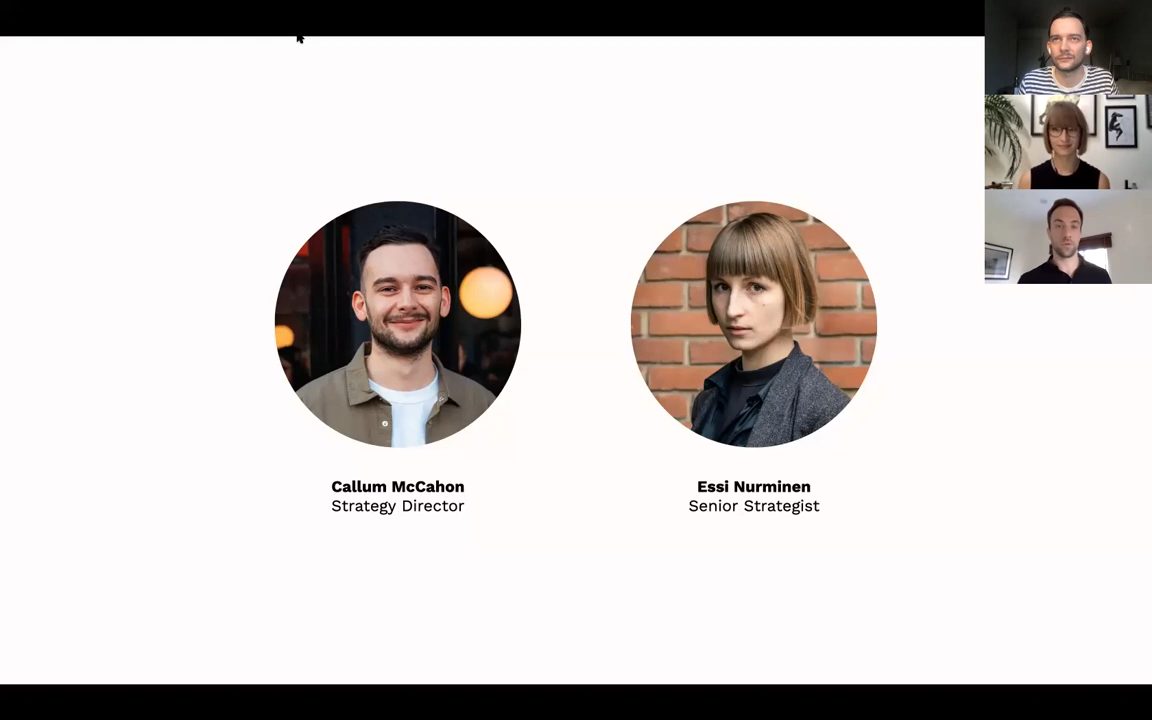 Callum McCahon
Strategy Director
Essi Nurminen
Senior Strategist